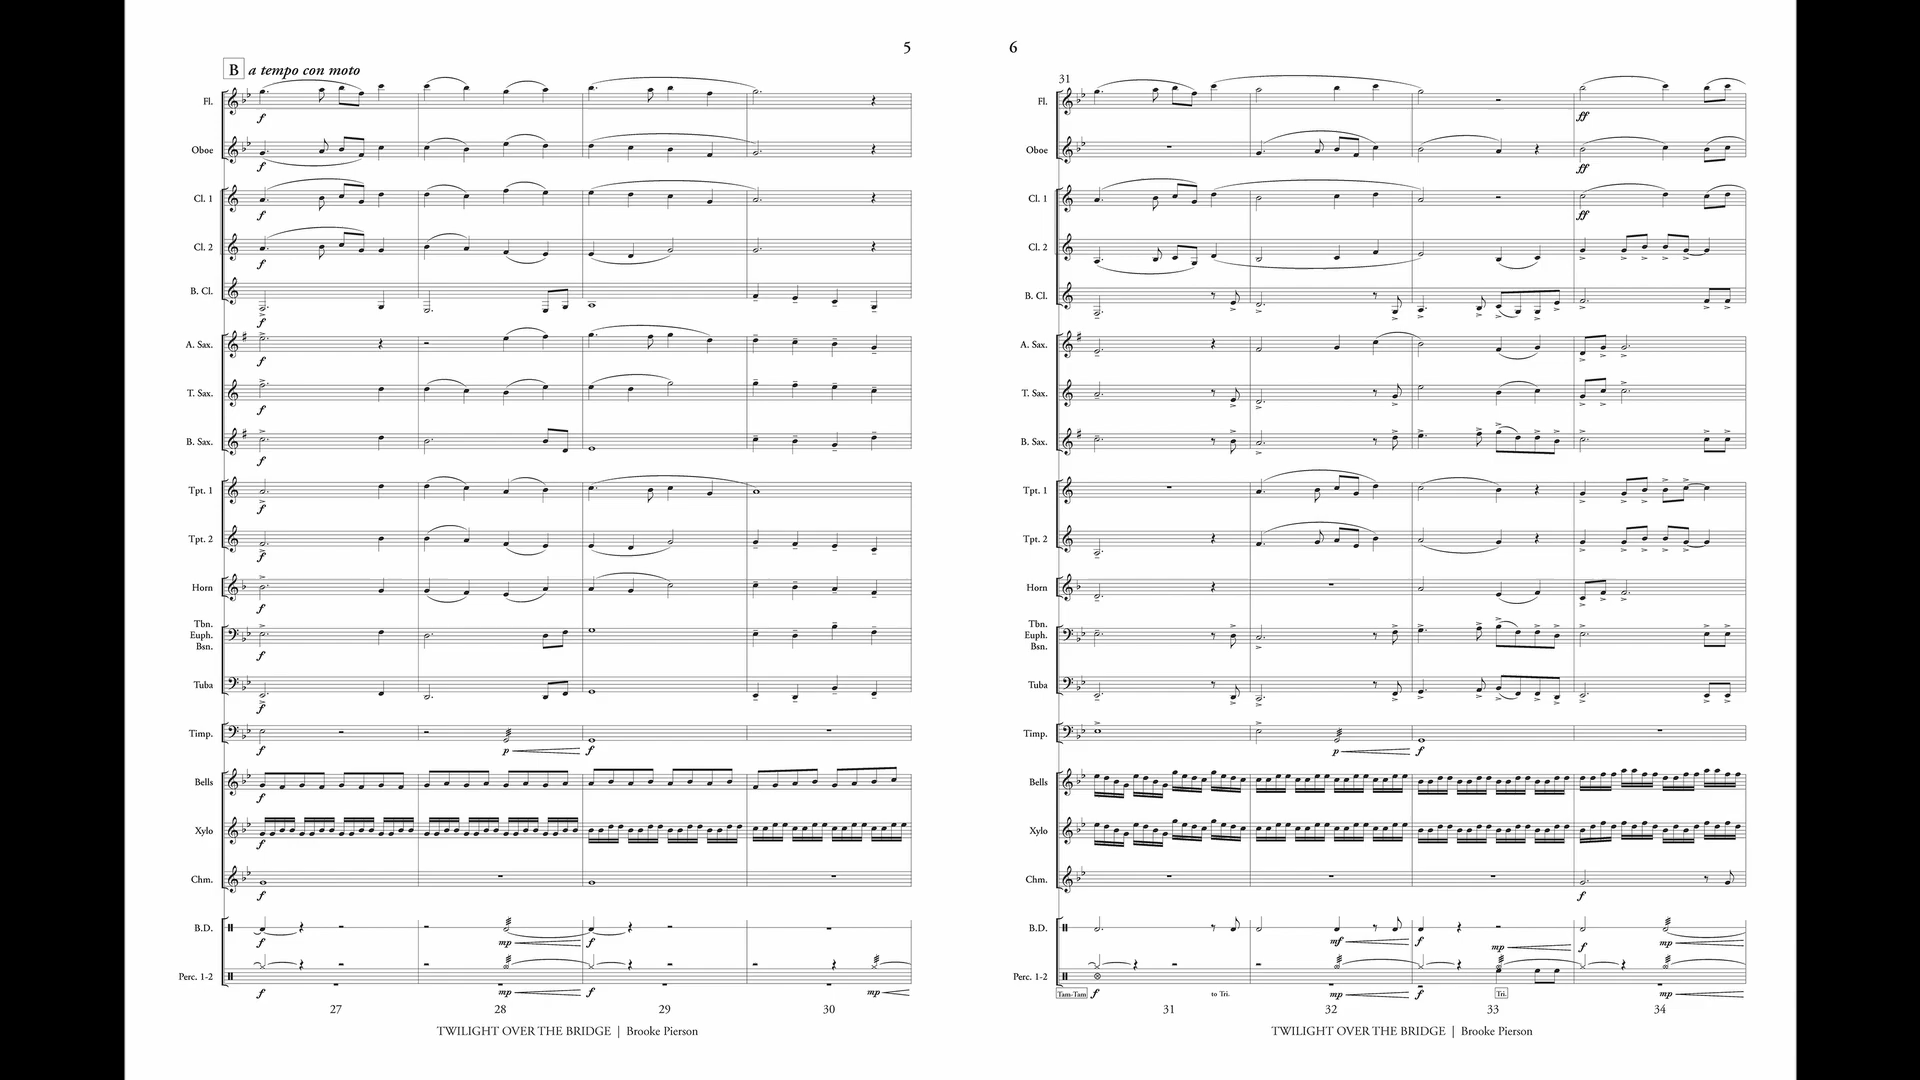 5
B a tempo con moto
Fl.
f
Oboe
f
Cl. 1
f
Cl. 2
f
B. Cl.
f
A. Sax.
f
T. Sax.
f
B. Sax.
f
Tpt. 1
f
Tpt. 2
f
Horn
f
Tbn.
Euph.
Bsn.
f
Tuba
f
Timp.
f p f
Bells
f
Xylo
f
Chm.
f
B.D.
f mp f
Perc. 1-2
f mp f mp
27 28 29 30
TWILIGHT OVER THE BRIDGE | Brooke Pierson
6
31
Fl.
ff
Oboe
ff
Cl. 1
ff
Cl. 2
B. Cl.
A. Sax.
T. Sax.
B. Sax.
Tpt. 1
Tpt. 2
Horn
Tbn.
Euph.
Bsn.
Tuba
Timp.
p f
Bells
Xylo
Chm.
f
B.D.
mf f mp f mp
Perc. 1-2
Tam-Tam f to Tri. mp f Tri. mp
31 32 33 34
TWILIGHT OVER THE BRIDGE | Brooke Pierson